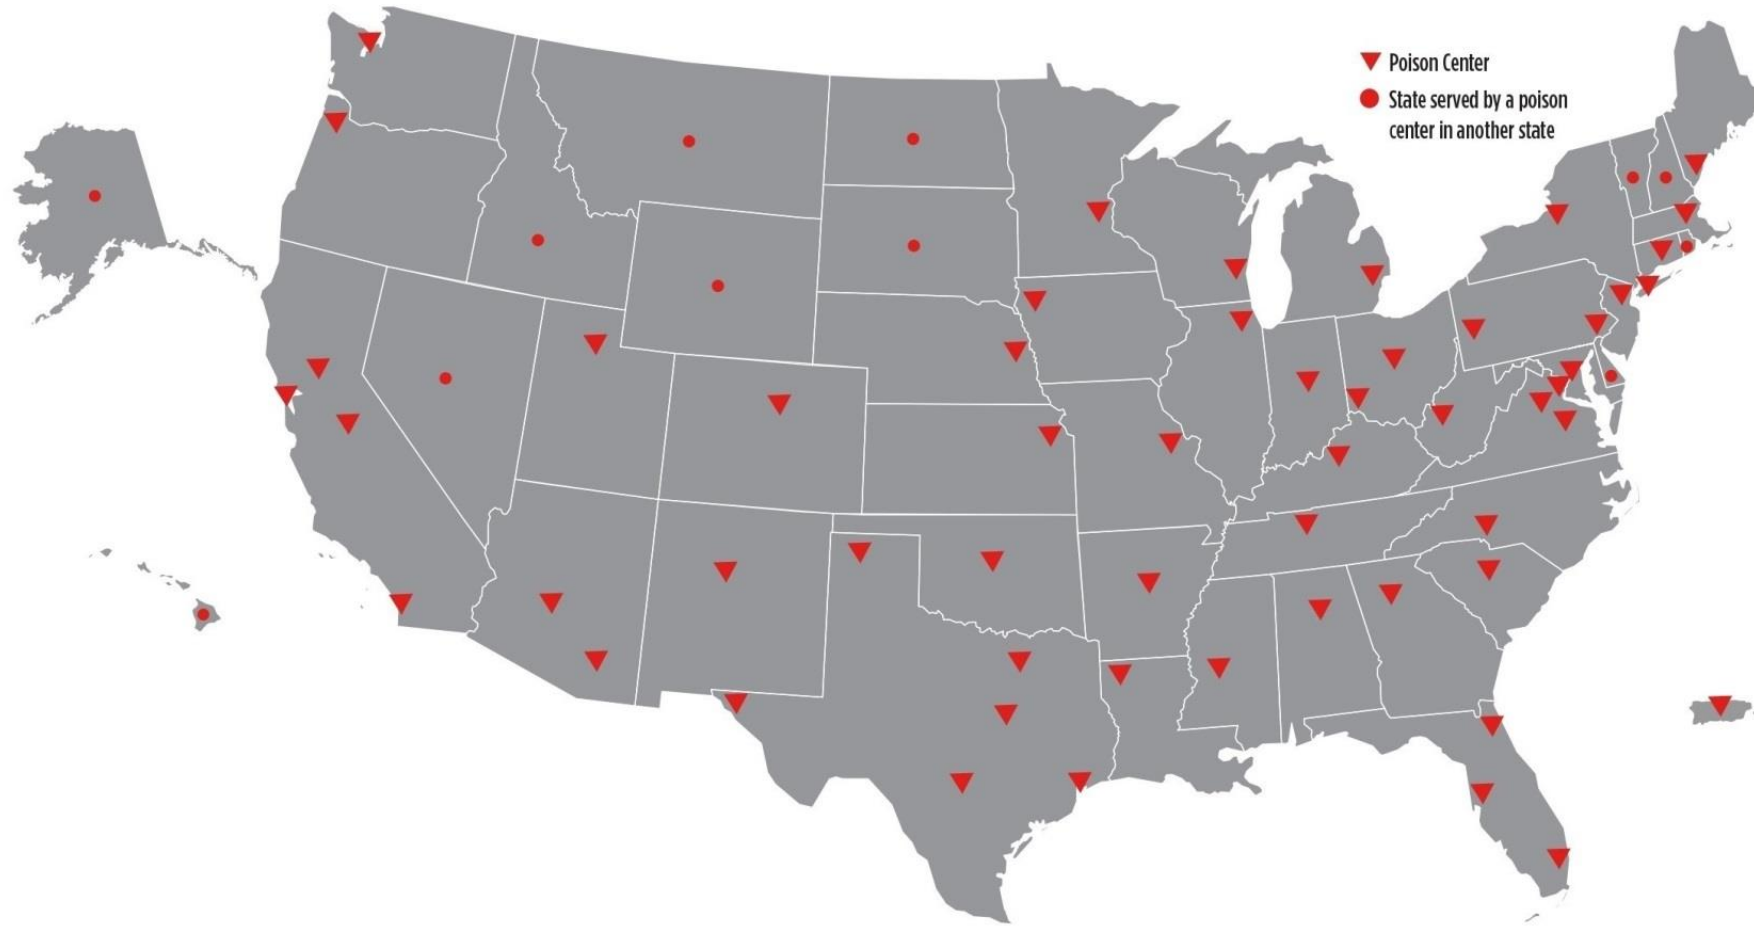 Poison Center
State served by a poison
center in another state